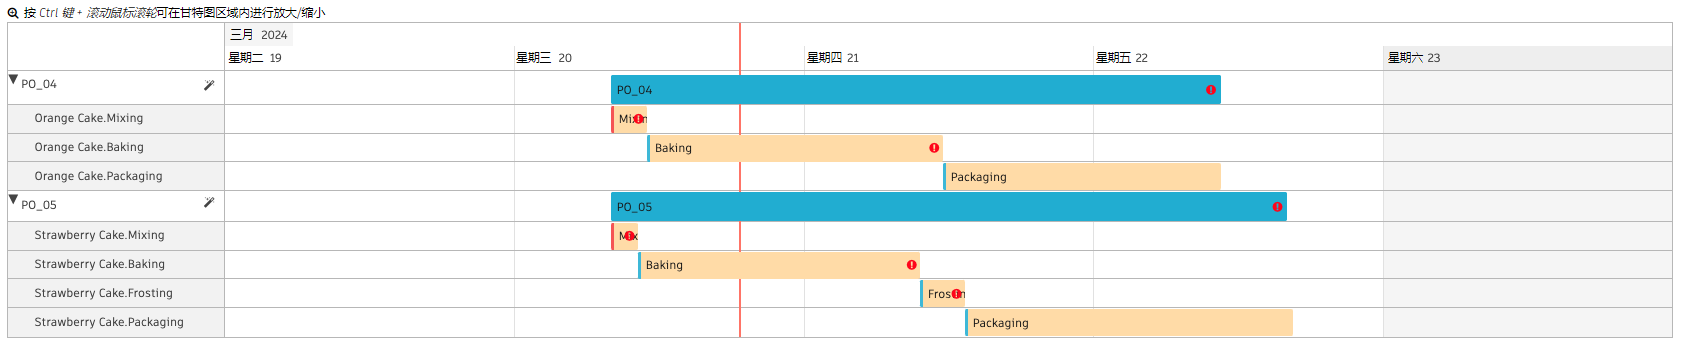 按 Ctrl 键 + 滚动鼠标滚轮可在甘特图区域内进行放大/缩小
三月 2024
星期二 19 星期三 20 星期四 21 星期五 22 星期六 23
PO_04 PO_04
Orange Cake.Mixing
Orange Cake.Baking Baking
Orange Cake.Packaging Packaging
PO_05 PO_05
Strawberry Cake.Mixing
Strawberry Cake.Baking Baking
Strawberry Cake.Frosting
Strawberry Cake.Packaging Packaging